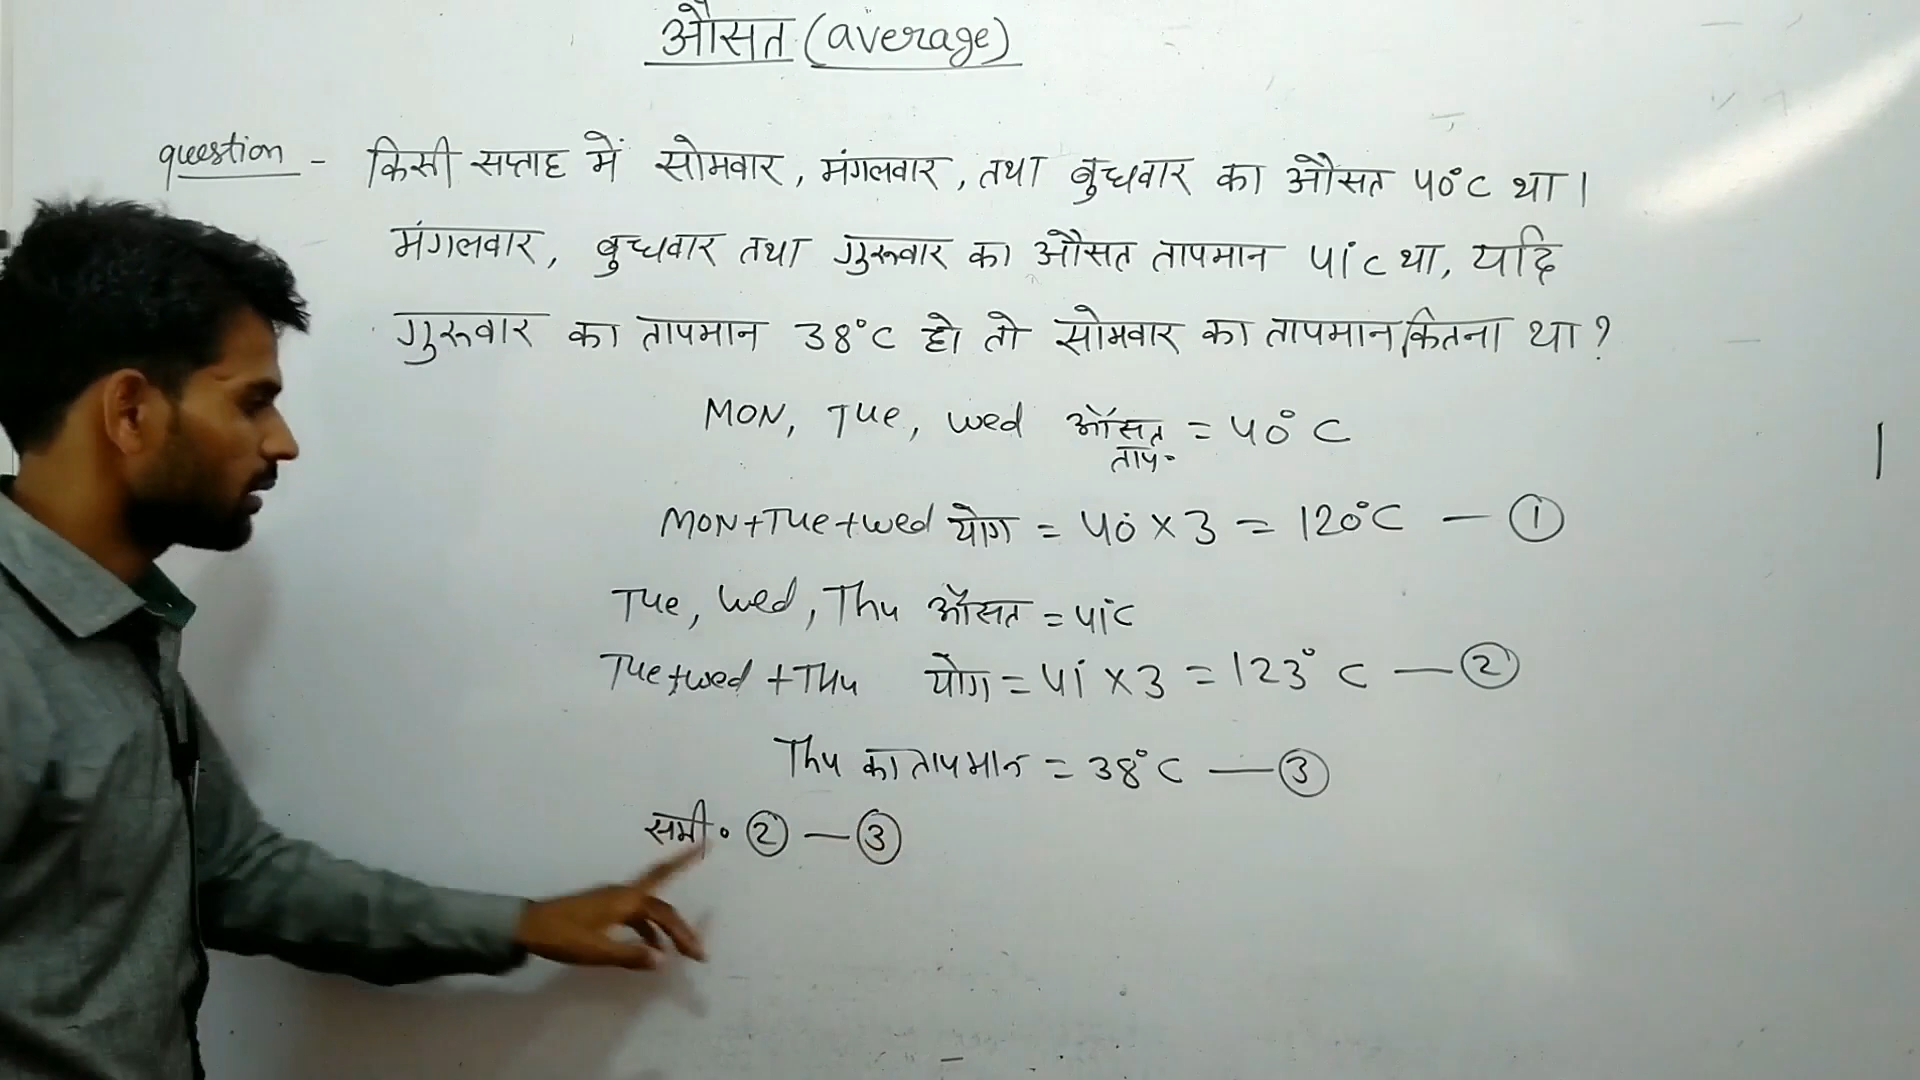 औसत (average)
question - किसी सप्ताह में सोमवार, मंगलवार, तथा बुधवार का औसत 40°C था।
मंगलवार, बुधवार तथा गुरूवार का औसत तापमान 41°C था, यदि
गुरूवार का तापमान 38°C हो तो सोमवार का तापमान कितना था?
MON, Tue, wed औसत = 40°C
ताप॰
MON+Tue+wed योग = 40° × 3 = 120°C — ①
Tue, wed, Thu औसत = 41°C
Tue+wed+Thu योग = 41° × 3 = 123°C — ②
Thu का तापमान = 38°C — ③
समी॰ ② — ③